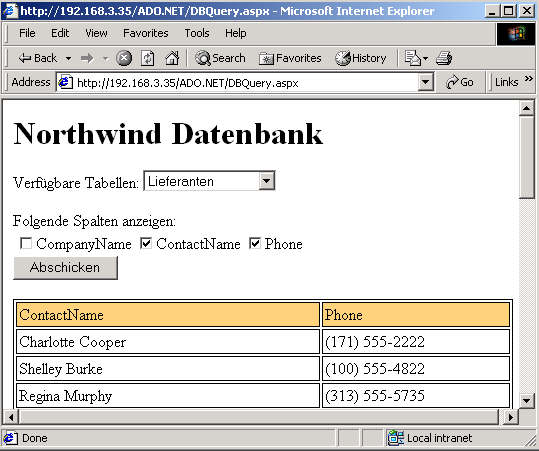 http://192.168.3.35/ADO.NET/DBQuery.aspx - Microsoft Internet Explorer
File Edit View Favorites Tools Help
Back Search Favorites History
Address http://192.168.3.35/ADO.NET/DBQuery.aspx Go Links »
Northwind Datenbank
Verfügbare Tabellen: Lieferanten
Folgende Spalten anzeigen:
CompanyName ContactName Phone
Abschicken
ContactName Phone
Charlotte Cooper (171) 555-2222
Shelley Burke (100) 555-4822
Regina Murphy (313) 555-5735
Done Local intranet